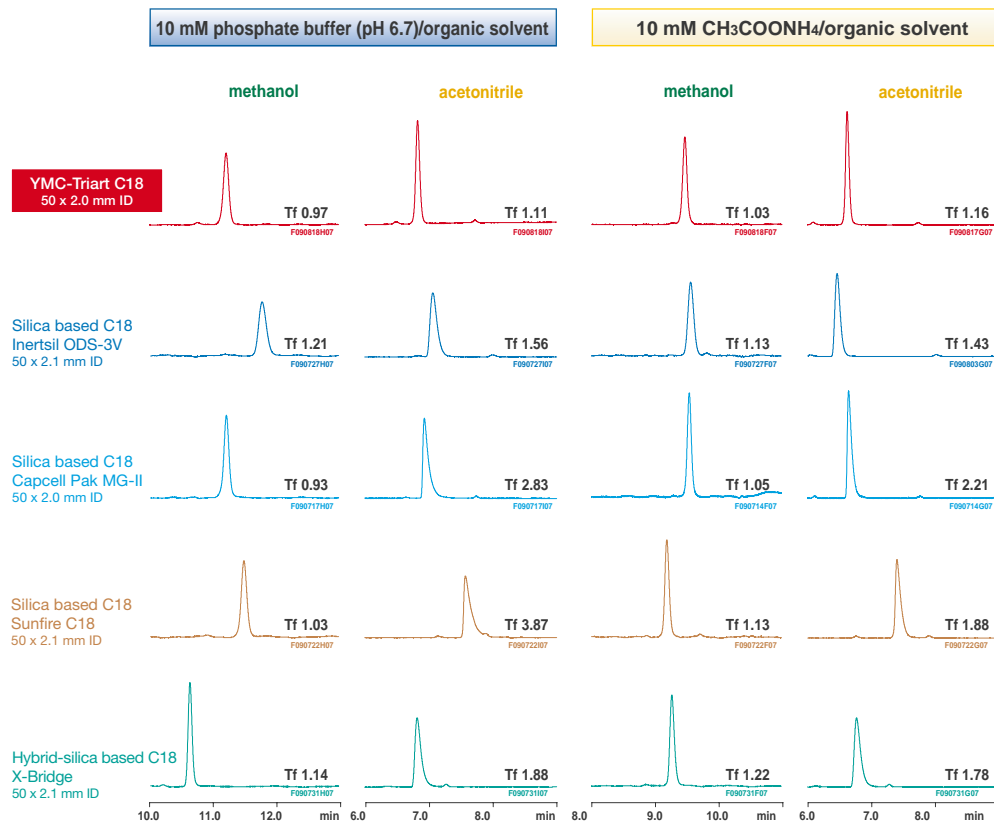 10 mM phosphate buffer (pH 6.7)/organic solvent
10 mM CH₃COONH₄/organic solvent
methanol
acetonitrile
methanol
acetonitrile
YMC-Triart C18
50 x 2.0 mm ID
Tf 0.97
F090818H07
Tf 1.11
F090818I07
Tf 1.03
F090818F07
Tf 1.16
F090817G07
Silica based C18
Inertsil ODS-3V
50 x 2.1 mm ID
Tf 1.21
F090727H07
Tf 1.56
F090727I07
Tf 1.13
F090727F07
Tf 1.43
F090803G07
Silica based C18
Capcell Pak MG-II
50 x 2.0 mm ID
Tf 0.93
F090717H07
Tf 2.83
F090717I07
Tf 1.05
F090714F07
Tf 2.21
F090714G07
Silica based C18
Sunfire C18
50 x 2.1 mm ID
Tf 1.03
F090722H07
Tf 3.87
F090722I07
Tf 1.13
F090722F07
Tf 1.88
F090722G07
Hybrid-silica based C18
X-Bridge
50 x 2.1 mm ID
Tf 1.14
F090731H07
Tf 1.88
F090731I07
Tf 1.22
F090731F07
Tf 1.78
F090731G07
10.0 11.0 12.0 min
6.0 7.0 8.0 min
8.0 9.0 10.0 min
6.0 7.0 8.0 min